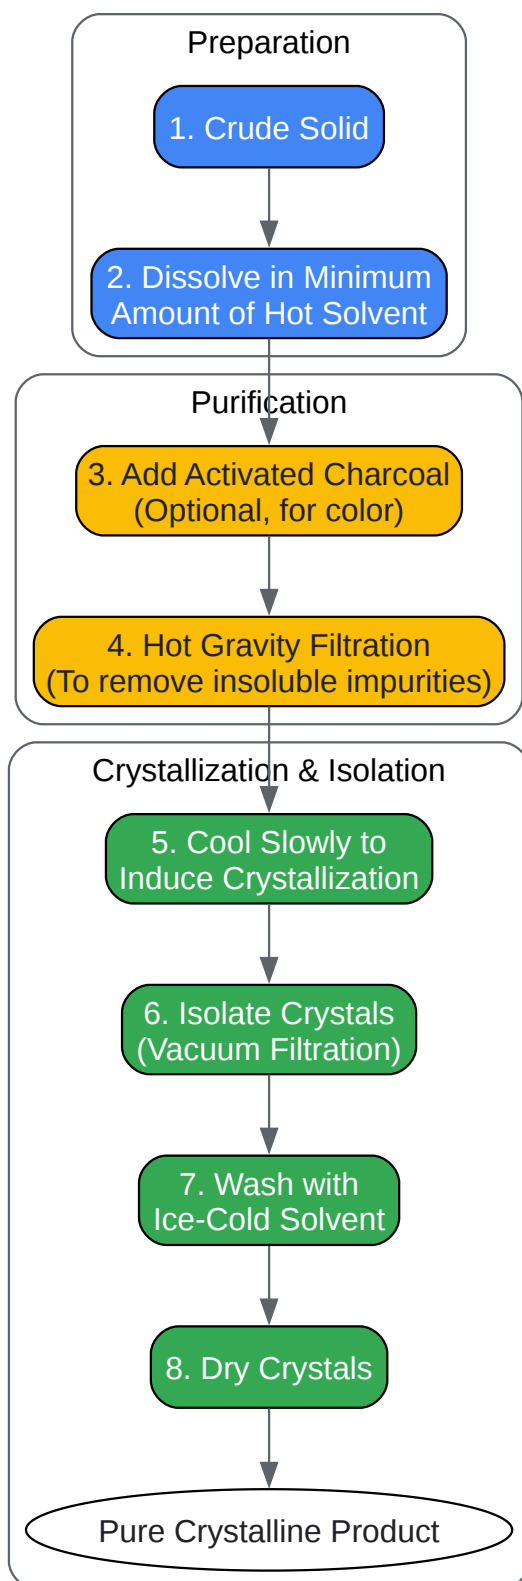 Preparation
1. Crude Solid
2. Dissolve in Minimum
Amount of Hot Solvent
Purification
3. Add Activated Charcoal
(Optional, for color)
4. Hot Gravity Filtration
(To remove insoluble impurities)
Crystallization & Isolation
5. Cool Slowly to
Induce Crystallization
6. Isolate Crystals
(Vacuum Filtration)
7. Wash with
Ice-Cold Solvent
8. Dry Crystals
Pure Crystalline Product